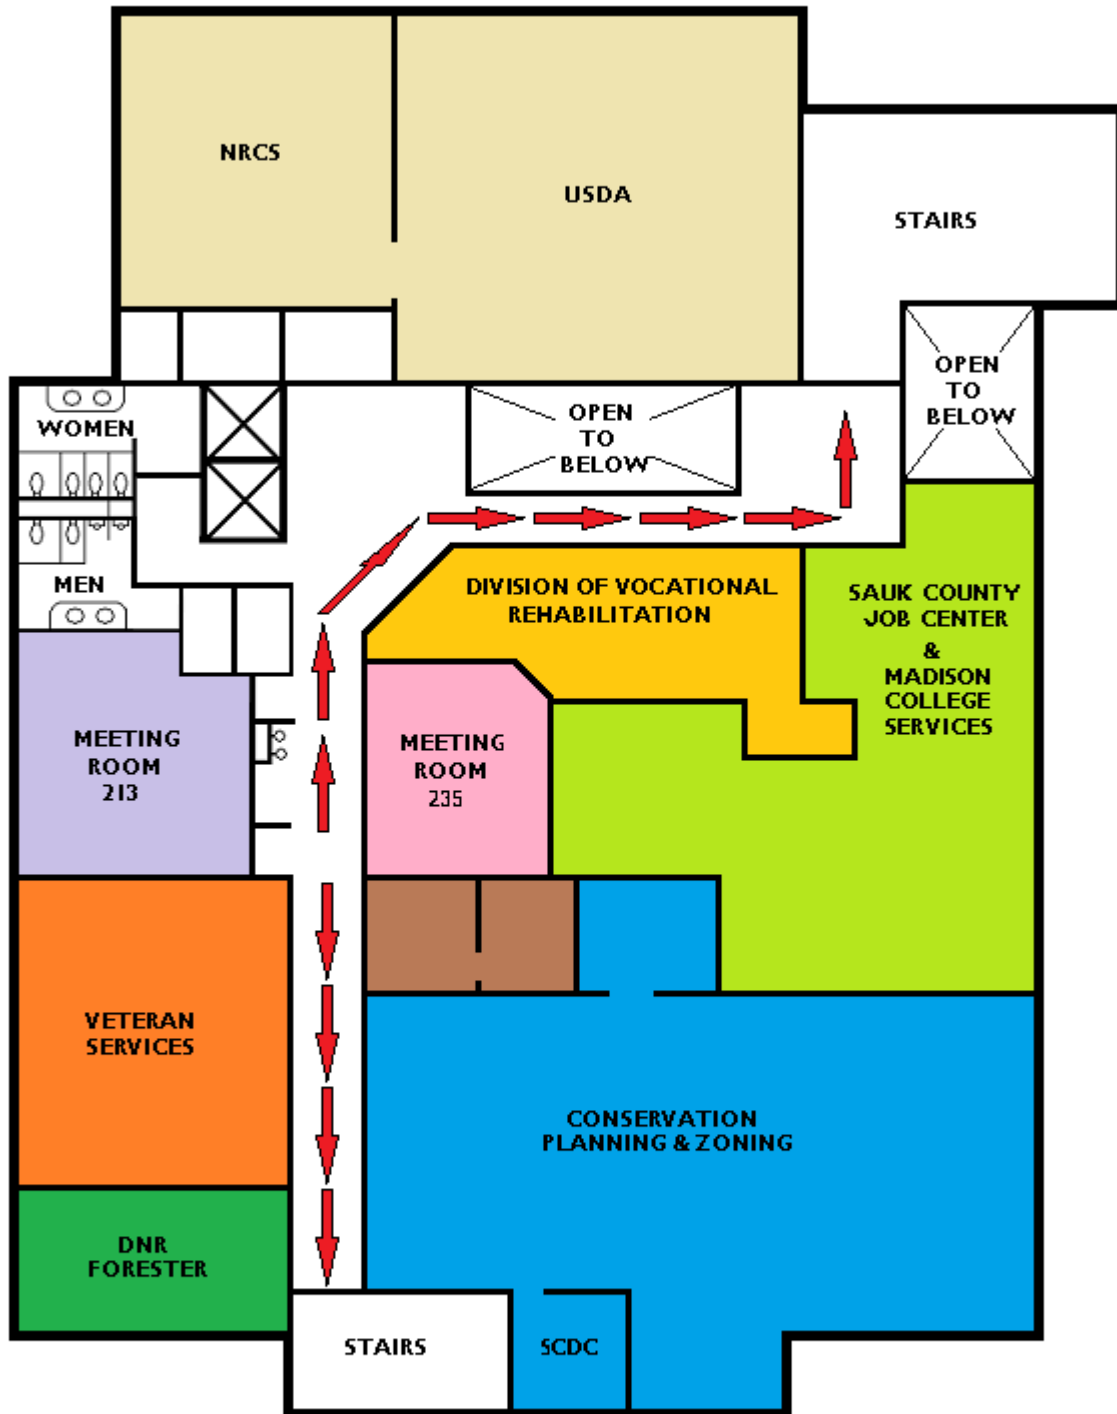 NRCS
USDA
STAIRS
OPEN
TO
BELOW
OPEN
TO
BELOW
WOMEN
MEN
DIVISION OF VOCATIONAL
REHABILITATION
SAUK COUNTY
JOB CENTER
&
MADISON
COLLEGE
SERVICES
MEETING
ROOM
213
MEETING
ROOM
235
VETERAN
SERVICES
CONSERVATION
PLANNING & ZONING
DNR
FORESTER
STAIRS
SCDC